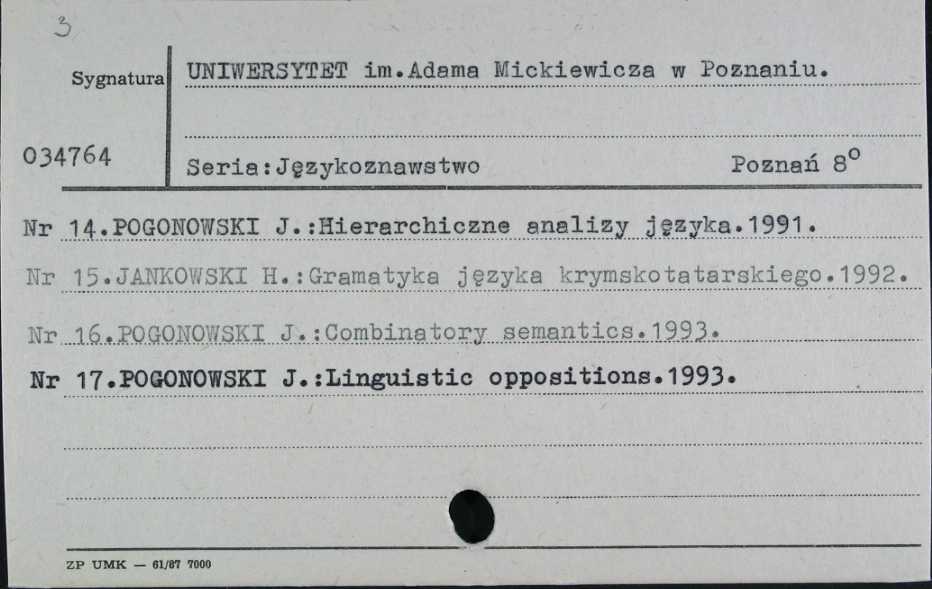 3
Sygnatura
UNIWERSYTET im.Adama Mickiewicza w Poznaniu.
034764
Seria:Językoznawstwo Poznań 8°
Nr 14.POGONOWSKI J.:Hierarchiczne analizy języka.1991.
Nr 15.JANKOWSKI H.:Gramatyka języka krymskotatarskiego.1992.
Nr 16.POGONOWSKI J.:Combinatory semantics.1993.
Nr 17.POGONOWSKI J.:Linguistic oppositions.1993.
ZP UMK — 61/87 7000